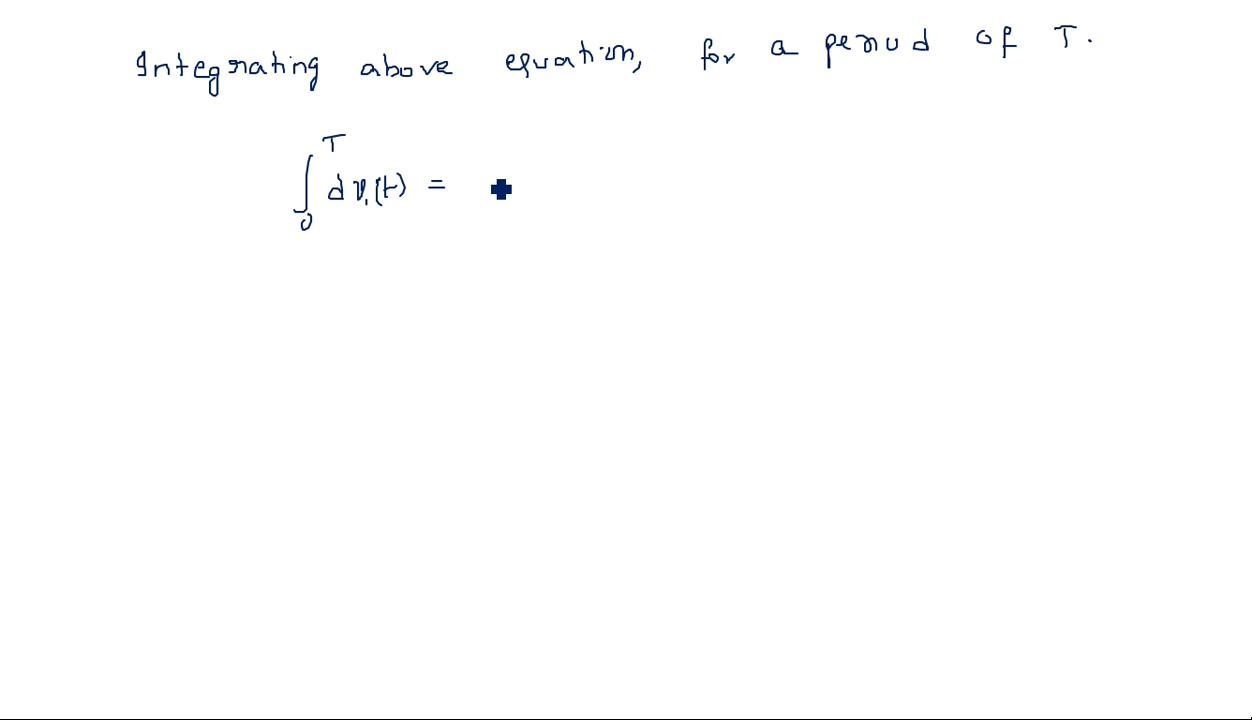 Integrating above equation, for a period of T.
∫₀ᵀ dv₁(t) =